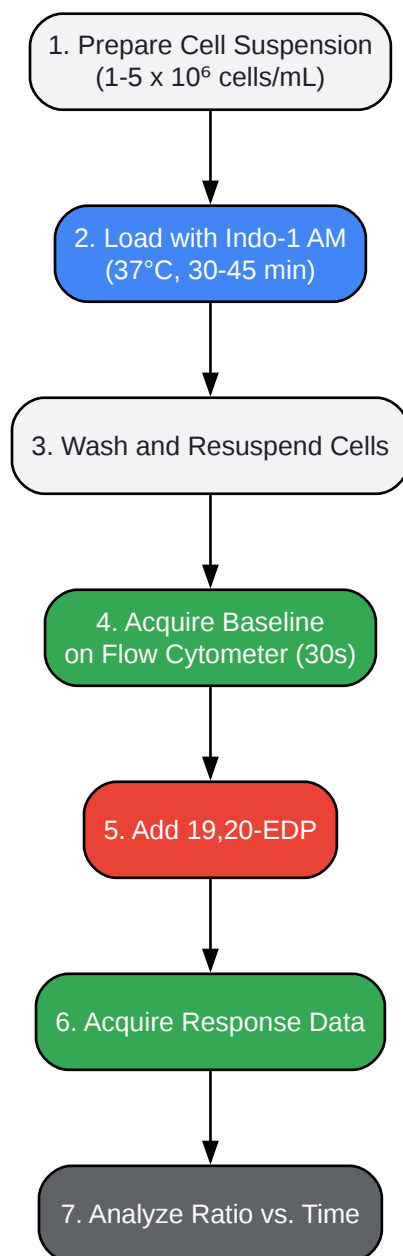 1. Prepare Cell Suspension
(1-5 x 10⁶ cells/mL)
2. Load with Indo-1 AM
(37°C, 30-45 min)
3. Wash and Resuspend Cells
4. Acquire Baseline
on Flow Cytometer (30s)
5. Add 19,20-EDP
6. Acquire Response Data
7. Analyze Ratio vs. Time